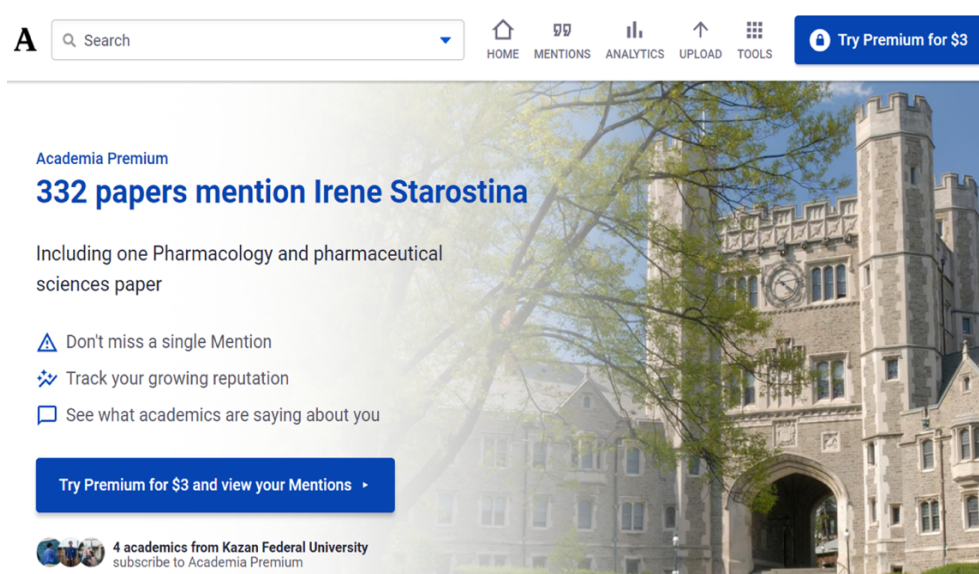 A
Search
HOME
MENTIONS
ANALYTICS
UPLOAD
TOOLS
Try Premium for $3
Academia Premium
332 papers mention Irene Starostina
Including one Pharmacology and pharmaceutical
sciences paper
Don't miss a single Mention
Track your growing reputation
See what academics are saying about you
Try Premium for $3 and view your Mentions
4 academics from Kazan Federal University
subscribe to Academia Premium